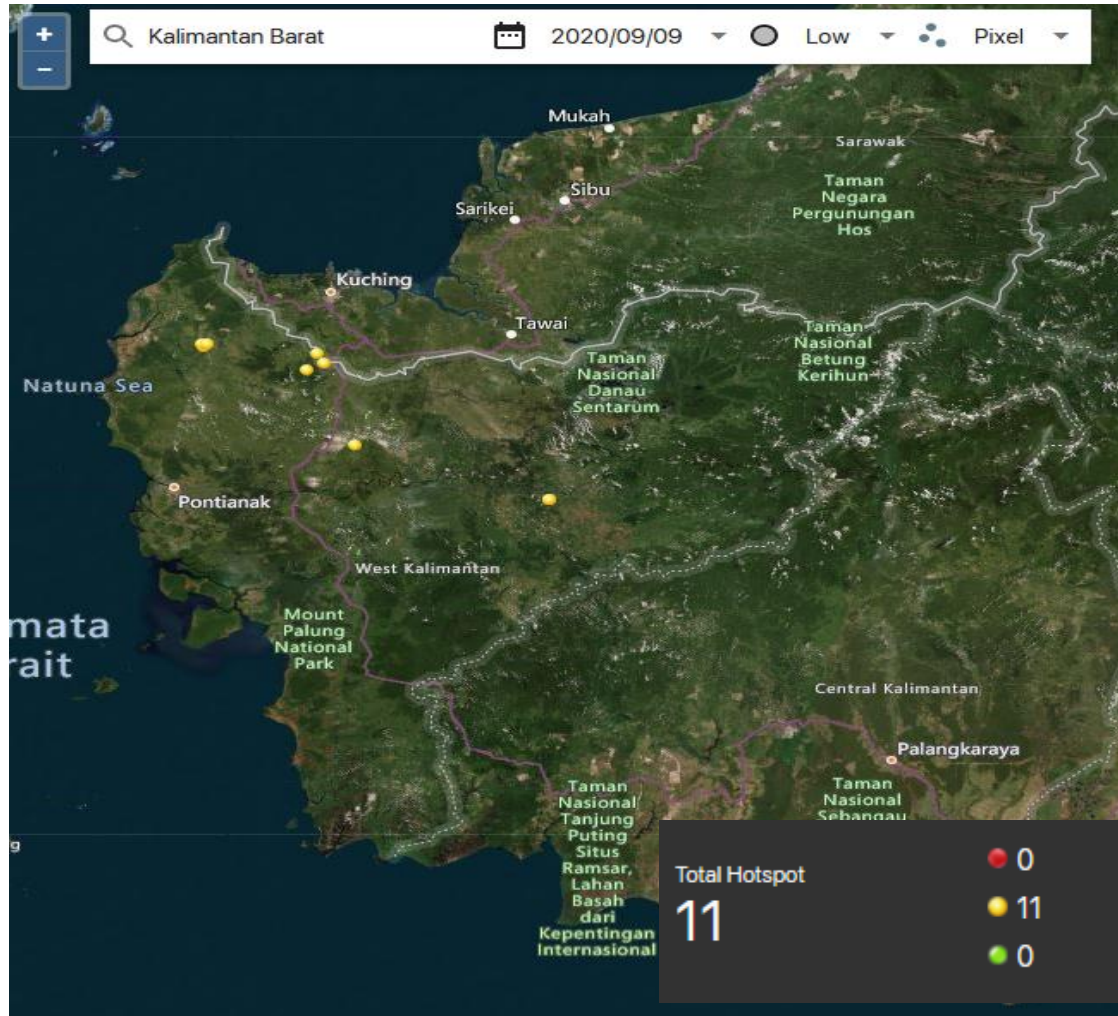 +
Kalimantan Barat
2020/09/09
Low
Pixel
−
Mukah
Sarawak
Sibu
Taman
Negara
Pergunungan
Hos
Sarikei
Kuching
Tawai
Taman
Nasional
Betung
Kerihun
Taman
Nasional
Danau
Sentarum
Natuna Sea
Pontianak
West Kalimantan
mata
rait
Mount
Palung
National
Park
Central Kalimantan
Palangkaraya
Taman
Nasional
Sebangau
Taman
Nasional
Tanjung
Puting
Situs
Ramsar,
Lahan
Basah
dari
Kepentingan
Internasional
g
Total Hotspot
11
0
11
0